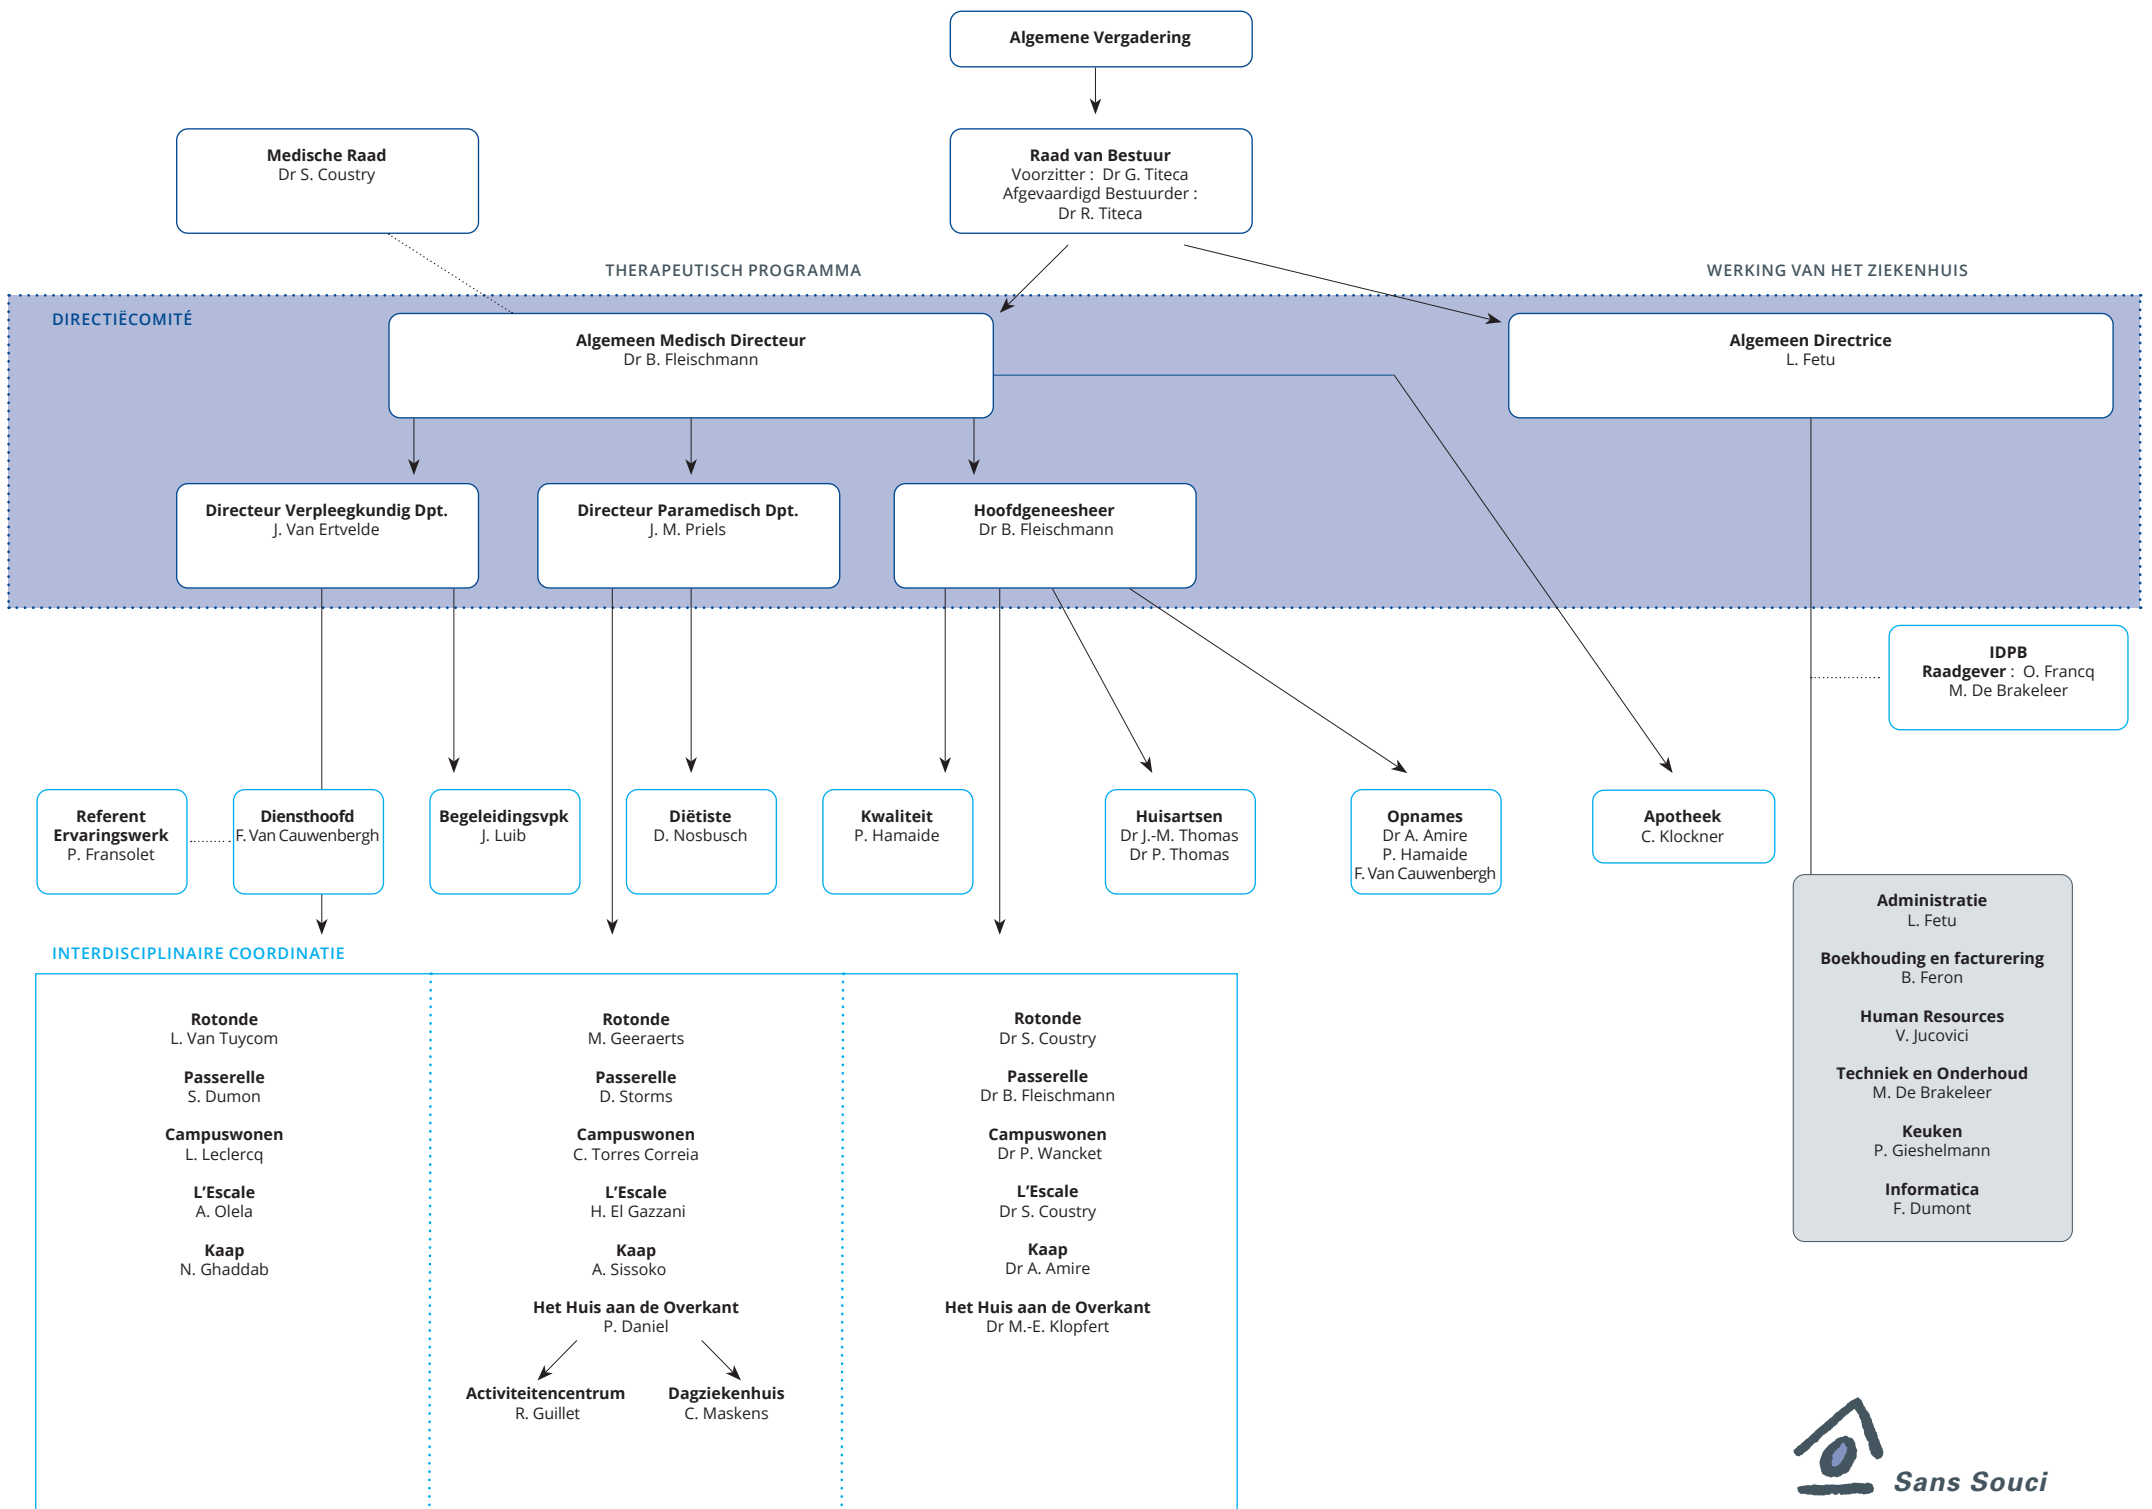 Algemene Vergadering
Medische Raad
Dr S. Coustry
Raad van Bestuur
Voorzitter : Dr G. Titeca
Afgevaardigd Bestuurder :
Dr R. Titeca
THERAPEUTISCH PROGRAMMA
WERKING VAN HET ZIEKENHUIS
DIRECTIËCOMITÉ
Algemeen Medisch Directeur
Dr B. Fleischmann
Algemeen Directrice
L. Fetu
Directeur Verpleegkundig Dpt.
J. Van Ertvelde
Directeur Paramedisch Dpt.
J. M. Priels
Hoofdgeneesheer
Dr B. Fleischmann
IDPB
Raadgever : O. Francq
M. De Brakeleer
Referent
Ervaringswerk
P. Fransolet
Diensthoofd
F. Van Cauwenbergh
Begeleidingsvpk
J. Luib
Diëtiste
D. Nosbusch
Kwaliteit
P. Hamaide
Huisartsen
Dr J.-M. Thomas
Dr P. Thomas
Opnames
Dr A. Amire
P. Hamaide
F. Van Cauwenbergh
Apotheek
C. Klockner
INTERDISCIPLINAIRE COORDINATIE
Rotonde
L. Van Tuycom
Passerelle
S. Dumon
Campuswonen
L. Leclercq
L'Escale
A. Olela
Kaap
N. Ghaddab
Rotonde
M. Geeraerts
Passerelle
D. Storms
Campuswonen
C. Torres Correia
L'Escale
H. El Gazzani
Kaap
A. Sissoko
Het Huis aan de Overkant
P. Daniel
Activiteitencentrum
R. Guillet
Dagziekenhuis
C. Maskens
Rotonde
Dr S. Coustry
Passerelle
Dr B. Fleischmann
Campuswonen
Dr P. Wancket
L'Escale
Dr S. Coustry
Kaap
Dr A. Amire
Het Huis aan de Overkant
Dr M.-E. Klopfert
Administratie
L. Fetu
Boekhouding en facturering
B. Feron
Human Resources
V. Jucovici
Techniek en Onderhoud
M. De Brakeleer
Keuken
P. Gieshelmann
Informatica
F. Dumont
Sans Souci